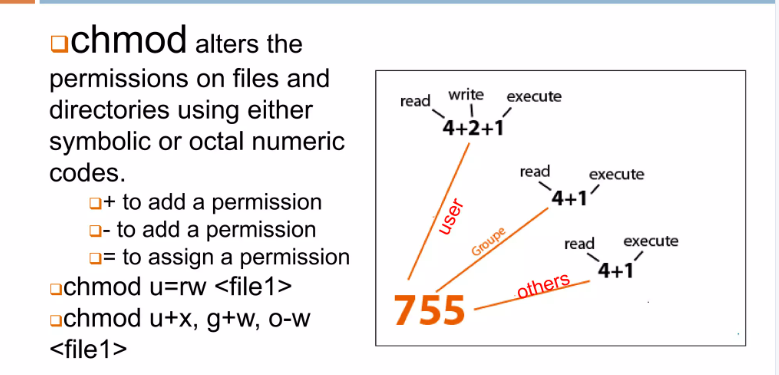 chmod alters the
permissions on files and
directories using either
symbolic or octal numeric
codes.
+ to add a permission
- to add a permission
= to assign a permission
chmod u=rw <file1>
chmod u+x, g+w, o-w
<file1>
read write execute
4+2+1
read execute
4+1
read execute
4+1
user
Groupe
others
755